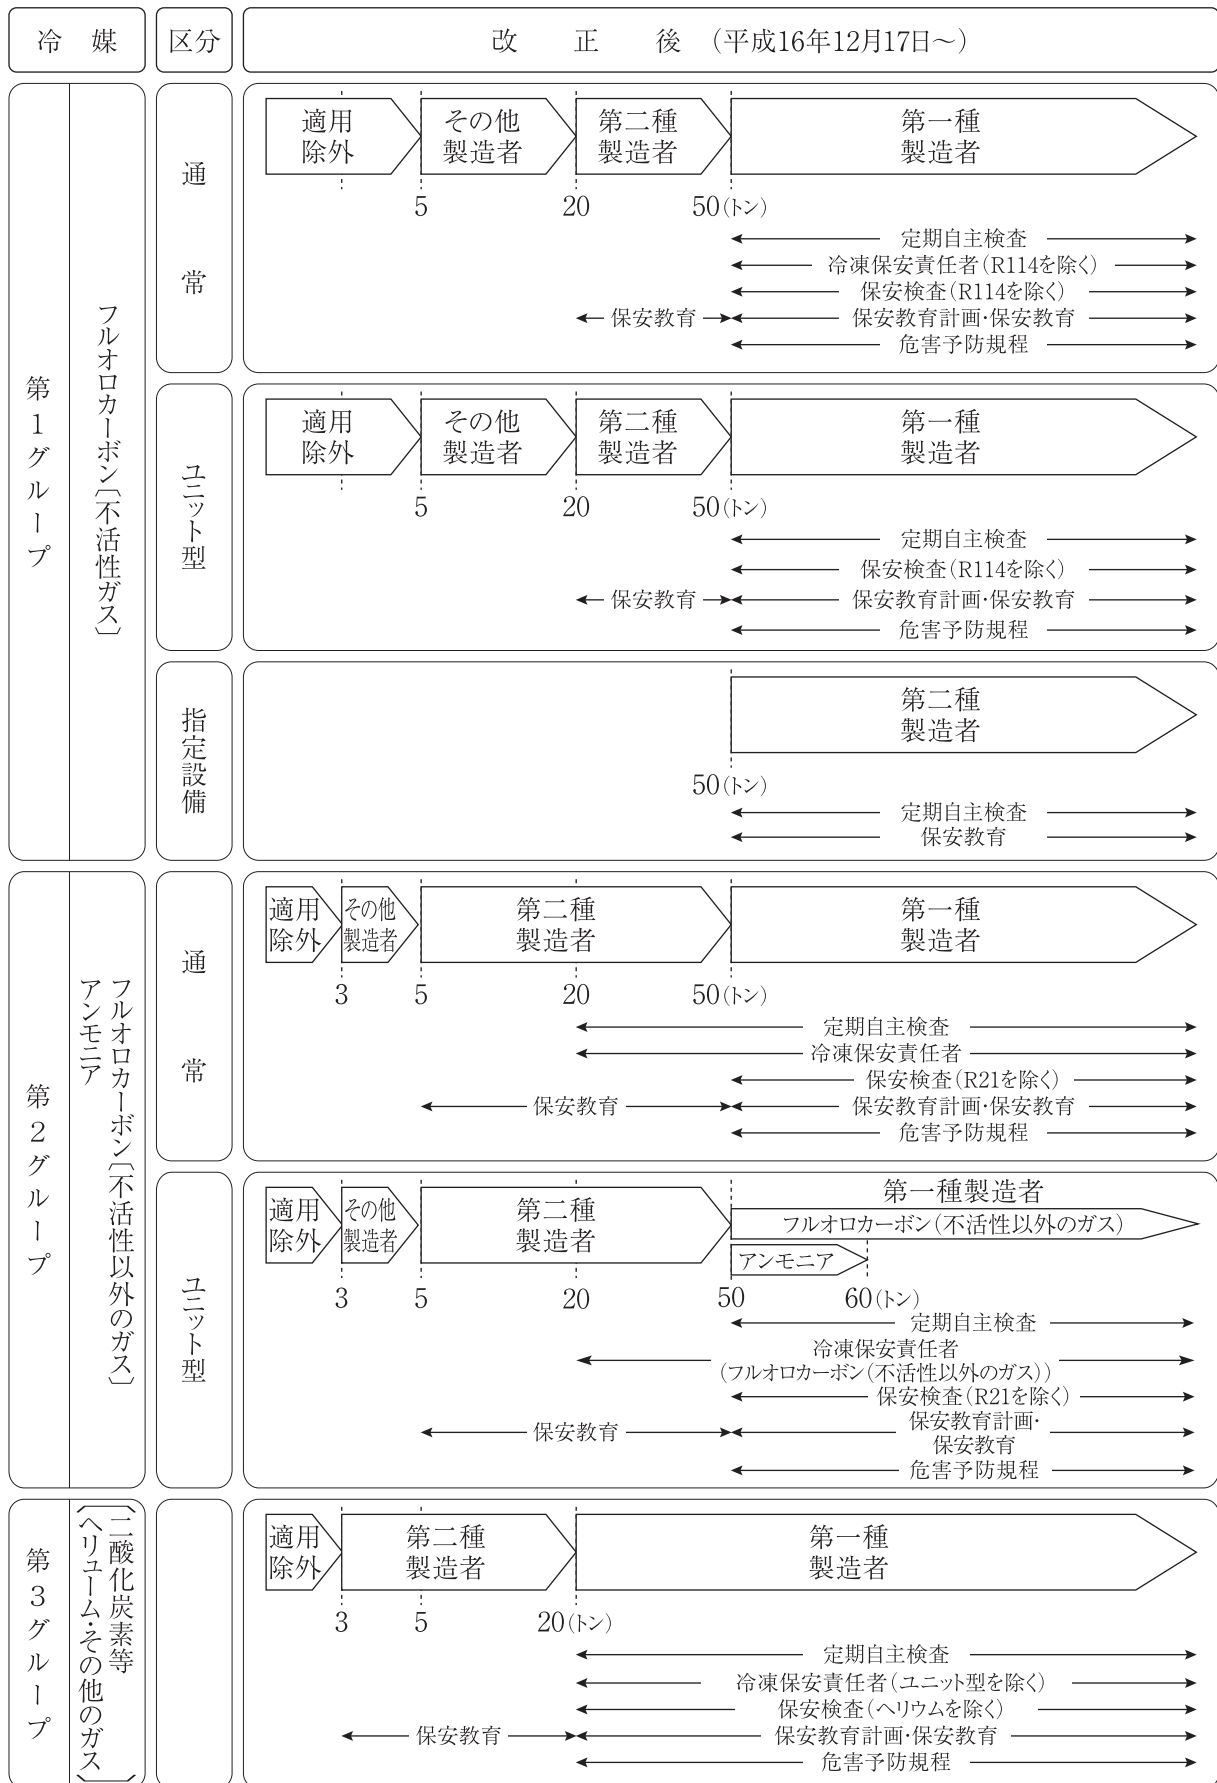 冷　媒
区分
改　正　後　（平成16年12月17日～）
第1グループ
フルオロカーボン〔不活性ガス〕
通　常
適用
除外
その他
製造者
第二種
製造者
第一種
製造者
5
20
50（トン）
定期自主検査
冷凍保安責任者（R114を除く）
保安検査（R114を除く）
保安教育
保安教育計画・保安教育
危害予防規程
ユニット型
適用
除外
その他
製造者
第二種
製造者
第一種
製造者
5
20
50（トン）
定期自主検査
保安検査（R114を除く）
保安教育
保安教育計画・保安教育
危害予防規程
指定設備
第二種
製造者
50（トン）
定期自主検査
保安教育
第2グループ
フルオロカーボン〔不活性以外のガス〕
アンモニア
通　常
適用
除外
その他
製造者
第二種
製造者
第一種
製造者
3
5
20
50（トン）
定期自主検査
冷凍保安責任者
保安検査（R21を除く）
保安教育
保安教育計画・保安教育
危害予防規程
ユニット型
適用
除外
その他
製造者
第二種
製造者
第一種製造者
フルオロカーボン（不活性以外のガス）
アンモニア
3
5
20
50
60（トン）
定期自主検査
冷凍保安責任者
（フルオロカーボン（不活性以外のガス））
保安検査（R21を除く）
保安教育
保安教育計画・
保安教育
危害予防規程
第3グループ
〔二酸化炭素等
ヘリューム・その他のガス〕
適用
除外
第二種
製造者
第一種
製造者
3
5
20（トン）
定期自主検査
冷凍保安責任者（ユニット型を除く）
保安検査（ヘリウムを除く）
保安教育
保安教育計画・保安教育
危害予防規程